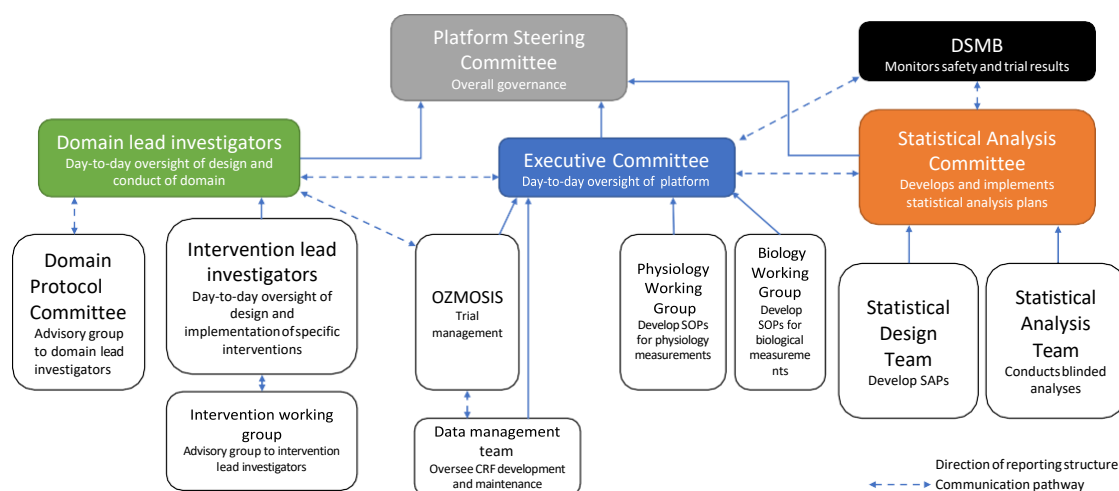 Platform Steering
Committee
Overall governance
DSMB
Monitors safety and trial results
Domain lead investigators
Day-to-day oversight of design and
conduct of domain
Executive Committee
Day-to-day oversight of platform
Statistical Analysis
Committee
Develops and implements
statistical analysis plans
Domain
Protocol
Committee
Advisory group
to domain lead
investigators
Intervention lead
investigators
Day-to-day oversight of
design and
implementation of specific
interventions
OZMOSIS
Trial
management
Physiology
Working
Group
Develop SOPs
for physiology
measurements
Biology
Working
Group
Develop
SOPs for
biological
measureme
nts
Statistical
Design
Team
Develop SAPs
Statistical
Analysis
Team
Conducts blinded
analyses
Intervention working
group
Advisory group to intervention
lead investigators
Data management
team
Oversee CRF development
and maintenance
Direction of reporting structure
Communication pathway